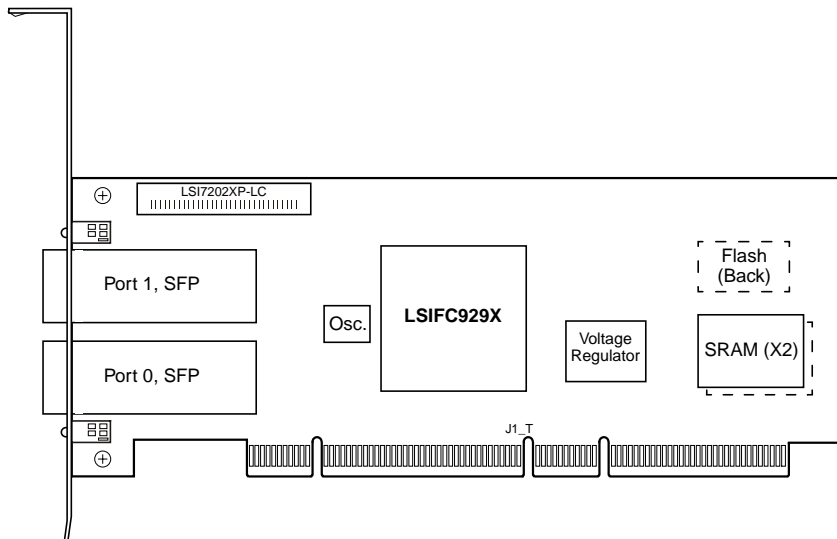 LSI7202XP-LC
Port 1, SFP
Flash
(Back)
Osc.
LSIFC929X
Voltage
Regulator
SRAM (X2)
Port 0, SFP
J1_T